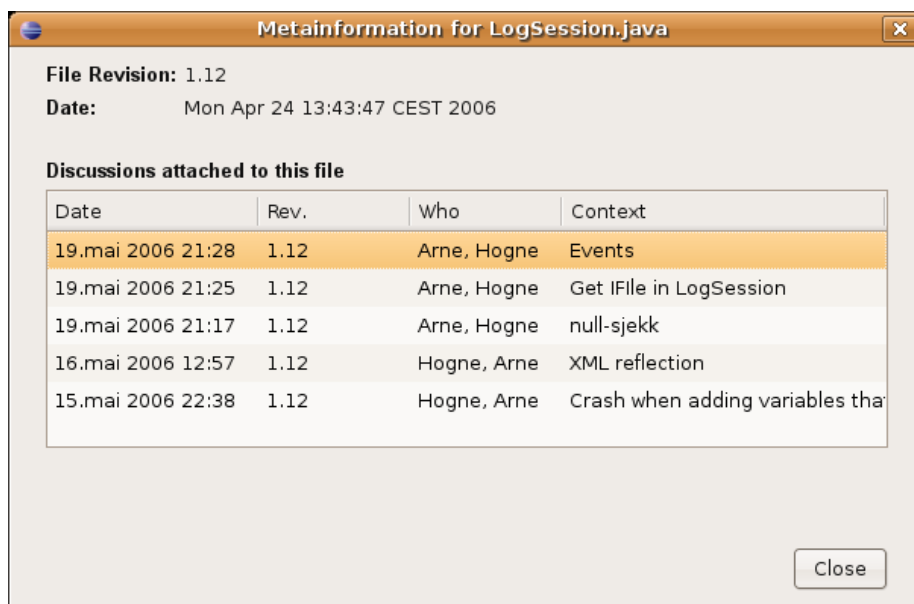 Metainformation for LogSession.java
File Revision: 1.12
Date: Mon Apr 24 13:43:47 CEST 2006
Discussions attached to this file
Date Rev. Who Context
19.mai 2006 21:28 1.12 Arne, Hogne Events
19.mai 2006 21:25 1.12 Arne, Hogne Get IFIle in LogSession
19.mai 2006 21:17 1.12 Arne, Hogne null-sjekk
16.mai 2006 12:57 1.12 Hogne, Arne XML reflection
15.mai 2006 22:38 1.12 Hogne, Arne Crash when adding variables tha
Close